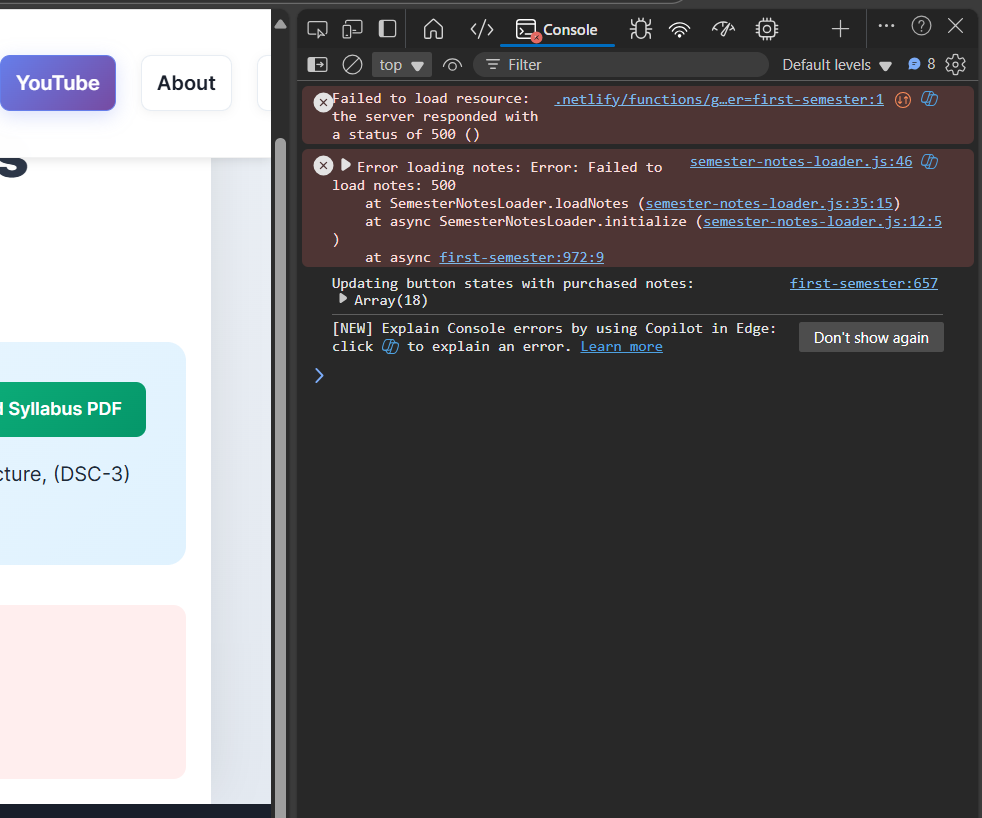 YouTube
About
s
d Syllabus PDF
cture, (DSC-3)
Console
top
Filter
Default levels
8
Failed to load resource: .netlify/functions/g…er=first-semester:1
the server responded with
a status of 500 ()
Error loading notes: Error: Failed to semester-notes-loader.js:46
load notes: 500
at SemesterNotesLoader.loadNotes (semester-notes-loader.js:35:15)
at async SemesterNotesLoader.initialize (semester-notes-loader.js:12:5
)
at async first-semester:972:9
Updating button states with purchased notes: first-semester:657
Array(18)
[NEW] Explain Console errors by using Copilot in Edge:
click to explain an error. Learn more
Don't show again